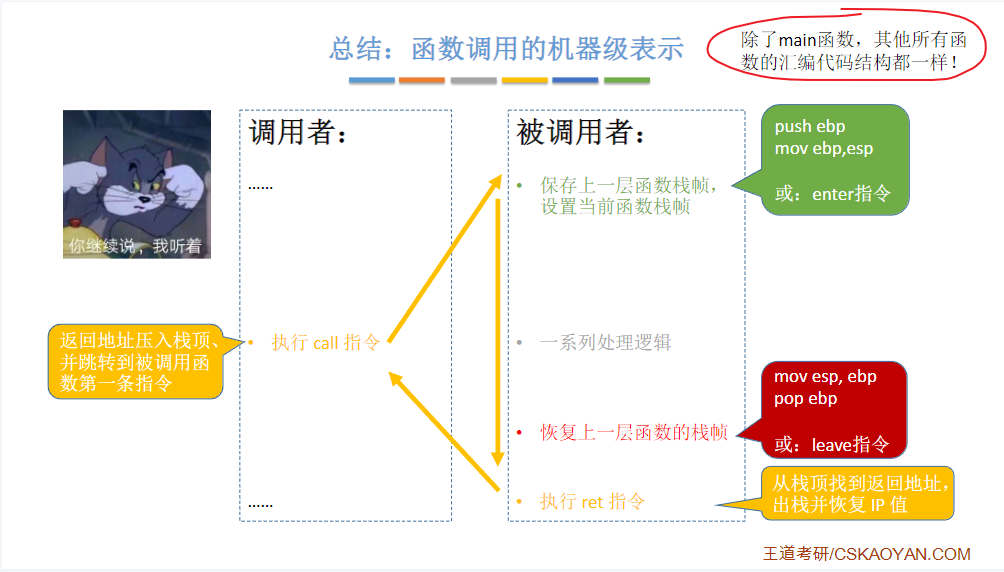 总结：函数调用的机器级表示
除了main函数，其他所有函
数的汇编代码结构都一样！
你继续说，我听着
调用者：
......
返回地址压入栈顶、
并跳转到被调用函
数第一条指令
• 执行 call 指令
......
被调用者：
• 保存上一层函数栈帧，
设置当前函数栈帧
push ebp
mov ebp,esp
或：enter指令
• 一系列处理逻辑
• 恢复上一层函数的栈帧
mov esp, ebp
pop ebp
或：leave指令
• 执行 ret 指令
从栈顶找到返回地址，
出栈并恢复 IP 值
王道考研/CSKAOYAN.COM